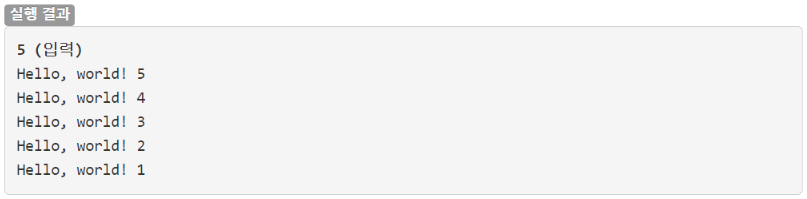 실행 결과
5 (입력)
Hello, world! 5
Hello, world! 4
Hello, world! 3
Hello, world! 2
Hello, world! 1